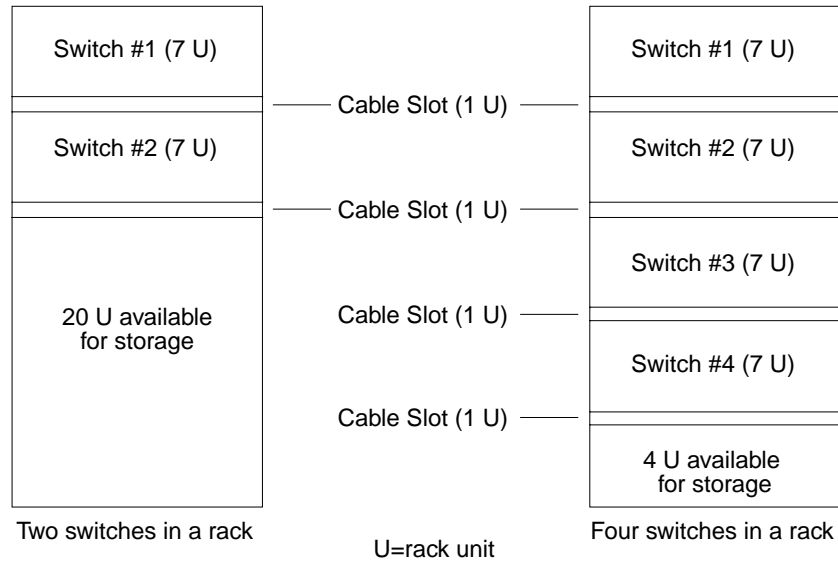 Switch #1 (7 U)
Switch #2 (7 U)
20 U available
for storage
Two switches in a rack
Cable Slot (1 U)
Cable Slot (1 U)
Cable Slot (1 U)
Cable Slot (1 U)
U=rack unit
Switch #1 (7 U)
Switch #2 (7 U)
Switch #3 (7 U)
Switch #4 (7 U)
4 U available
for storage
Four switches in a rack